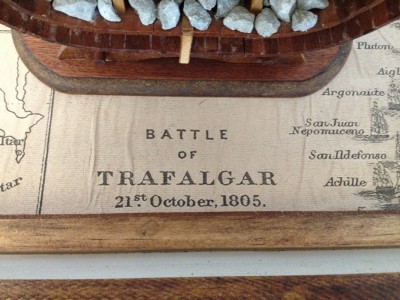 BATTLE
OF
TRAFALGAR
21st October, 1805.
Pluton
Argonaute
San Juan
Nepomuceno
San Ildefonso
Achille